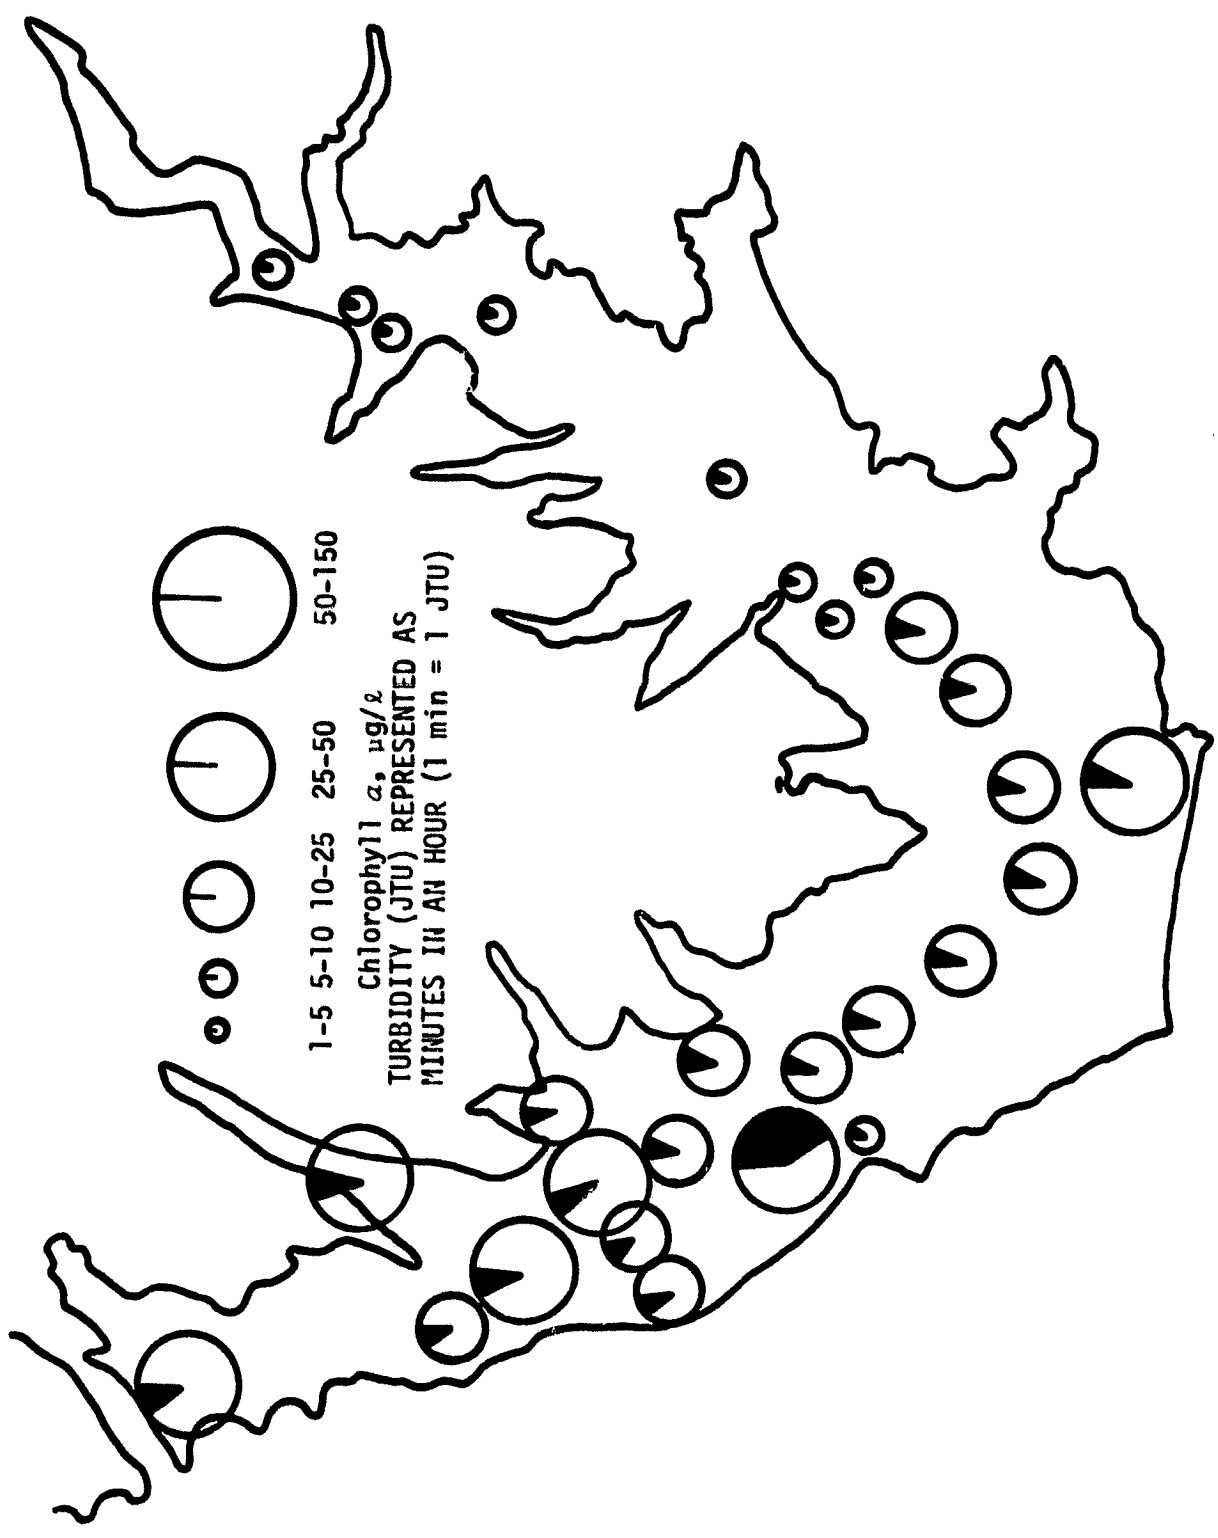 1-5 5-10 10-25 25-50 50-150
Chlorophyll a, µg/ℓ
TURBIDITY (JTU) REPRESENTED AS
MINUTES IN AN HOUR (1 min = 1 JTU)